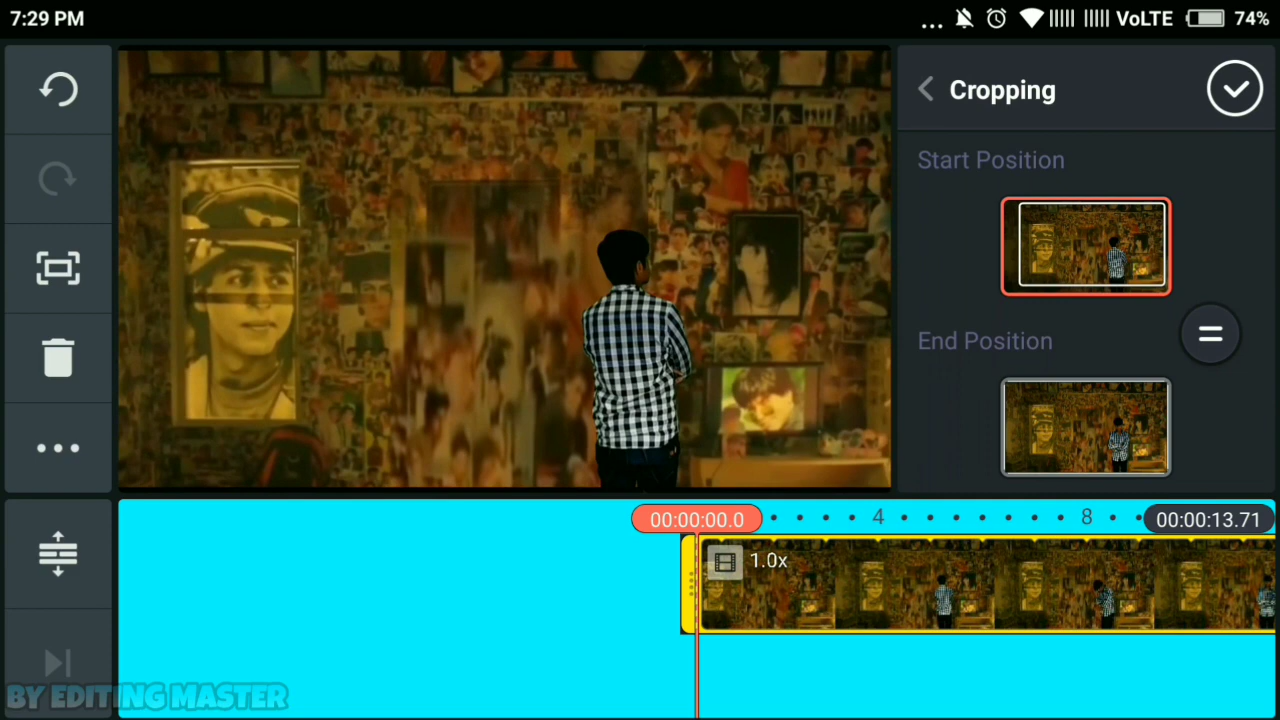 7:29 PM
... VoLTE 74%
Cropping
Start Position
End Position
00:00:00.0
4
8
00:00:13.71
1.0x
BY EDITING MASTER